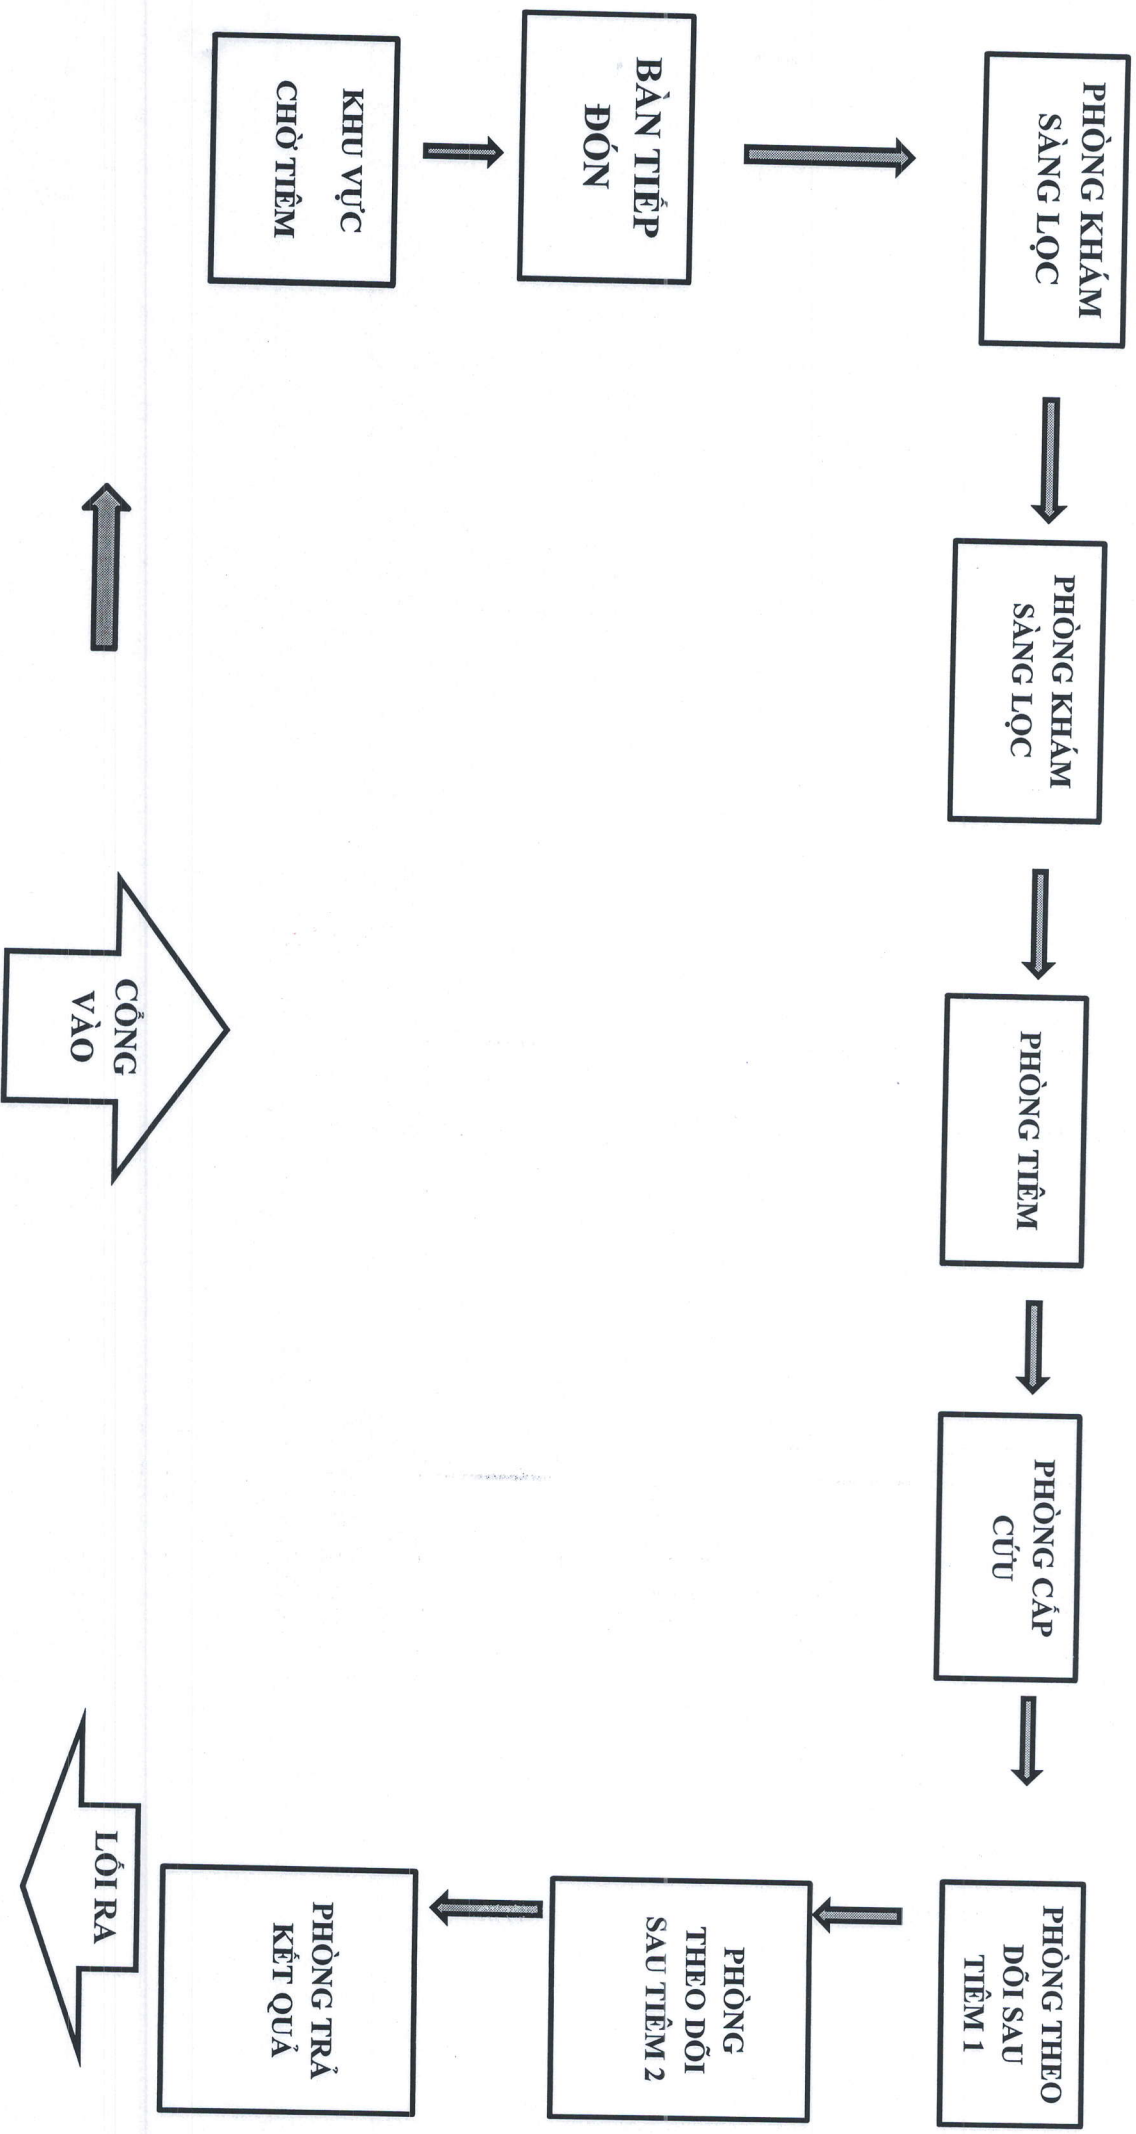 PHÒNG KHÁM
SÀNG LỌC
PHÒNG KHÁM
SÀNG LỌC
PHÒNG TIÊM
PHÒNG CẤP
CỨU
PHÒNG THEO
DÕI SAU
TIÊM 1
BÀN TIẾP
ĐÓN
PHÒNG
THEO DÕI
SAU TIÊM 2
KHU VỰC
CHỜ TIÊM
PHÒNG TRẢ
KẾT QUẢ
CỔNG
VÀO
LỐI RA